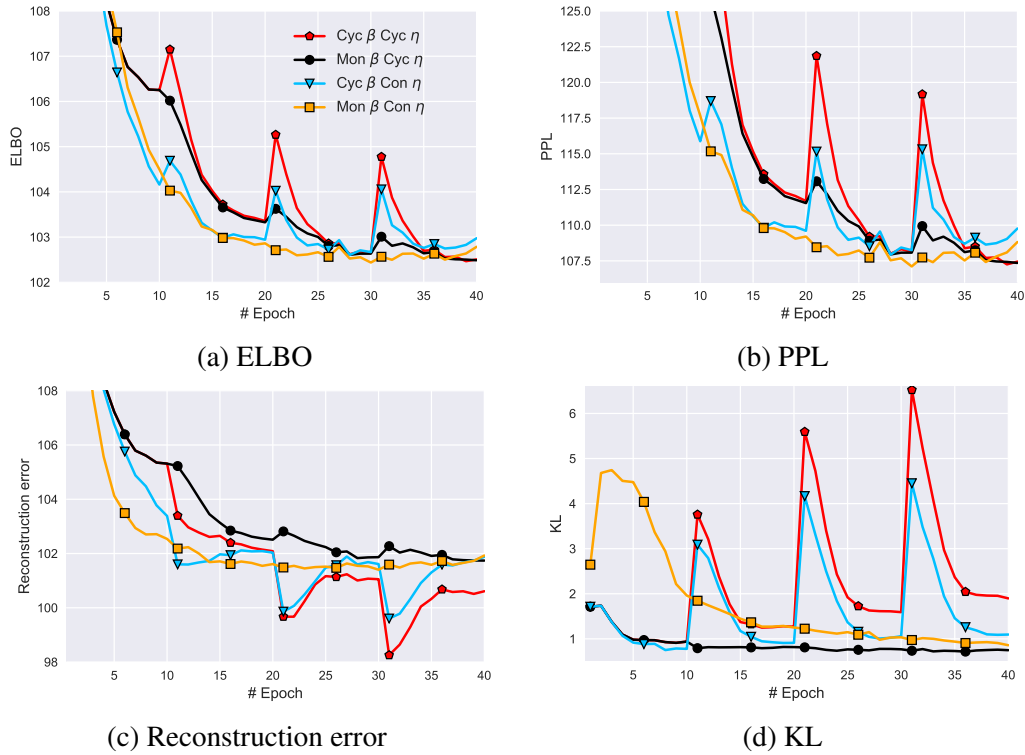 108
107
106
105
104
103
102
ELBO
5 10 15 20 25 30 35 40
# Epoch
Cyc β Cyc η
Mon β Cyc η
Cyc β Con η
Mon β Con η
(a) ELBO
125.0
122.5
120.0
117.5
115.0
112.5
110.0
107.5
PPL
5 10 15 20 25 30 35 40
# Epoch
(b) PPL
108
106
104
102
100
98
Reconstruction error
5 10 15 20 25 30 35 40
# Epoch
(c) Reconstruction error
6
5
4
3
2
1
KL
5 10 15 20 25 30 35 40
# Epoch
(d) KL